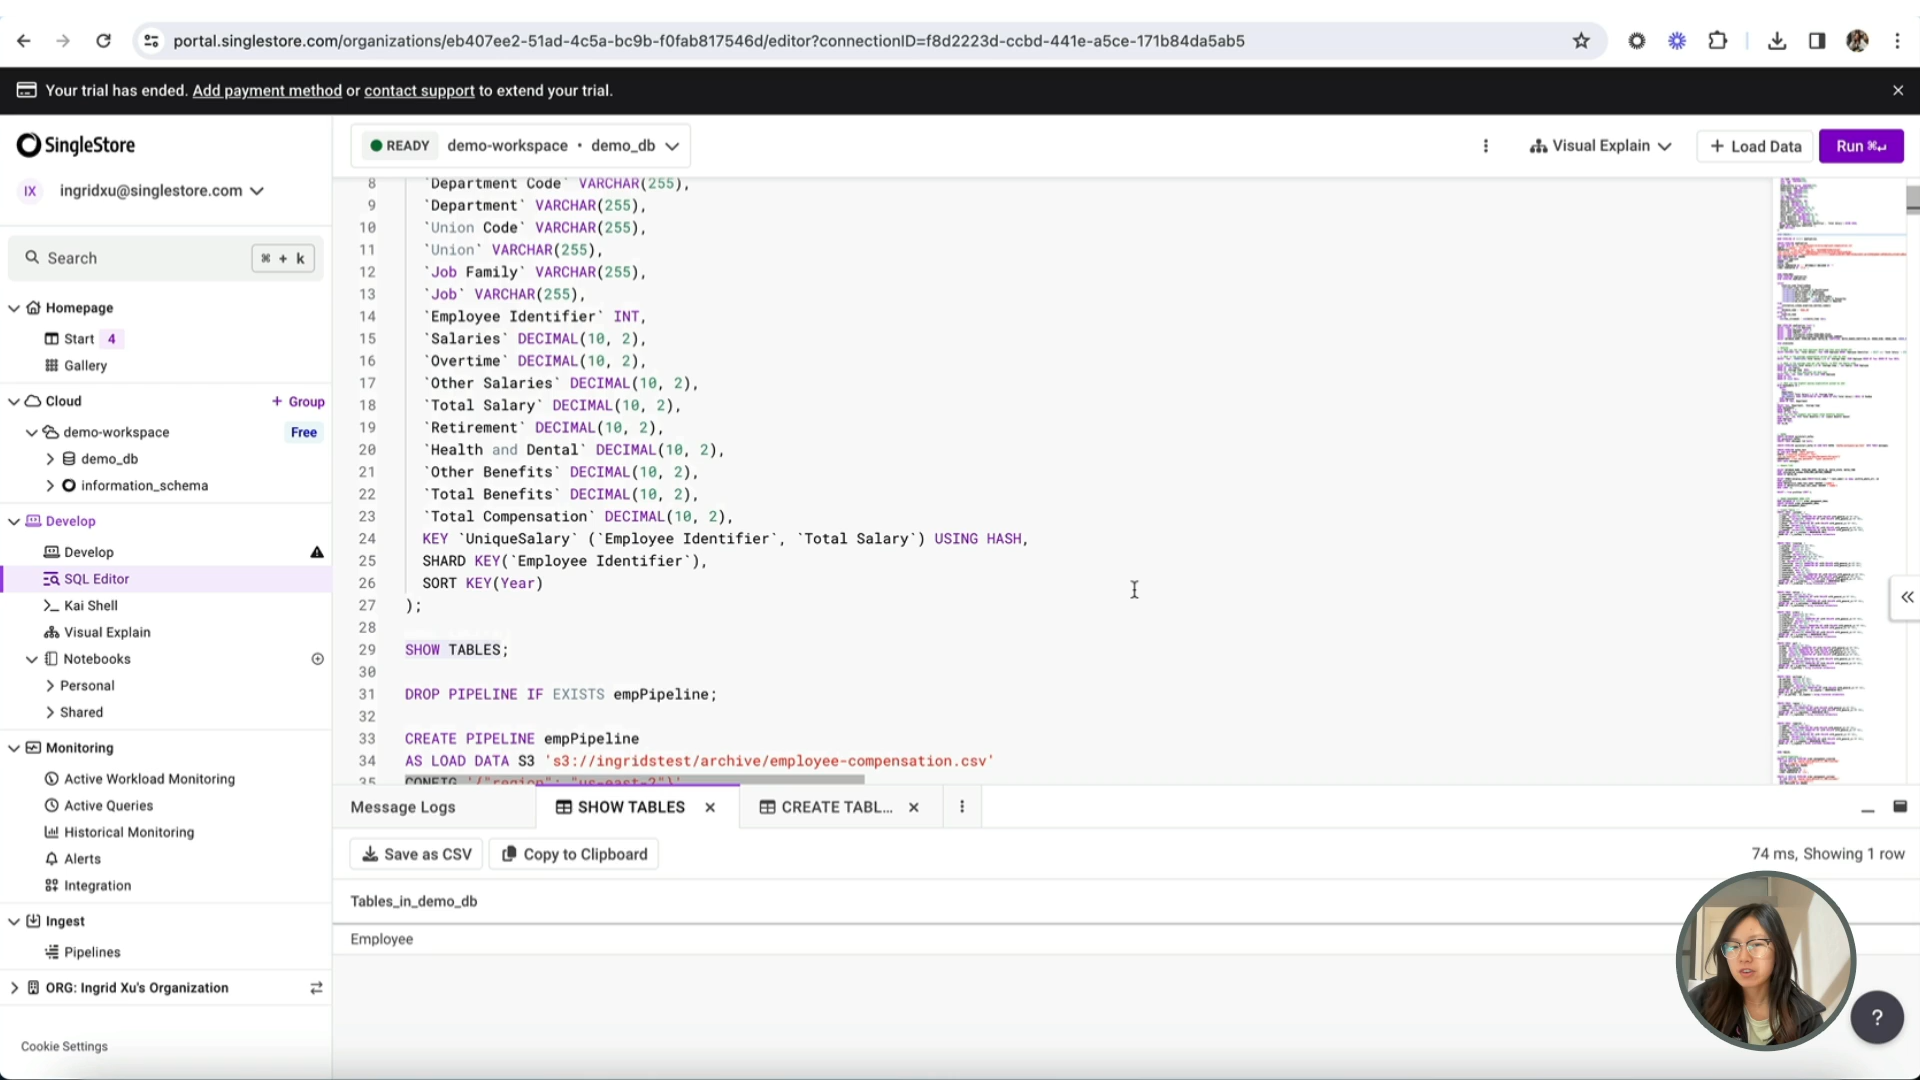 portal.singlestore.com/organizations/eb407ee2-51ad-4c5a-bc9b-f0fab817546d/editor?connectionID=f8d2223d-ccbd-441e-a5ce-171b84da5ab5
Your trial has ended. Add payment method or contact support to extend your trial.
SingleStore
IX ingridxu@singlestore.com
Search ⌘ + k
Homepage
Start 4
Gallery
Cloud + Group
demo-workspace Free
demo_db
information_schema
Develop
Develop
SQL Editor
Kai Shell
Visual Explain
Notebooks
Personal
Shared
Monitoring
Active Workload Monitoring
Active Queries
Historical Monitoring
Alerts
Integration
Ingest
Pipelines
ORG: Ingrid Xu's Organization
Cookie Settings
READY demo-workspace • demo_db
Visual Explain
+ Load Data
Run ⌘↵
8 `Department Code` VARCHAR(255),
9 `Department` VARCHAR(255),
10 `Union Code` VARCHAR(255),
11 `Union` VARCHAR(255),
12 `Job Family` VARCHAR(255),
13 `Job` VARCHAR(255),
14 `Employee Identifier` INT,
15 `Salaries` DECIMAL(10, 2),
16 `Overtime` DECIMAL(10, 2),
17 `Other Salaries` DECIMAL(10, 2),
18 `Total Salary` DECIMAL(10, 2),
19 `Retirement` DECIMAL(10, 2),
20 `Health and Dental` DECIMAL(10, 2),
21 `Other Benefits` DECIMAL(10, 2),
22 `Total Benefits` DECIMAL(10, 2),
23 `Total Compensation` DECIMAL(10, 2),
24 KEY `UniqueSalary` (`Employee Identifier`, `Total Salary`) USING HASH,
25 SHARD KEY(`Employee Identifier`),
26 SORT KEY(Year)
27 );
28
29 SHOW TABLES;
30
31 DROP PIPELINE IF EXISTS empPipeline;
32
33 CREATE PIPELINE empPipeline
34 AS LOAD DATA S3 's3://ingridstest/archive/employee-compensation.csv'
35 CONFIG '{"region": "us-east-2"}'
Message Logs
SHOW TABLES
CREATE TABL...
Save as CSV
Copy to Clipboard
74 ms, Showing 1 row
Tables_in_demo_db
Employee
?